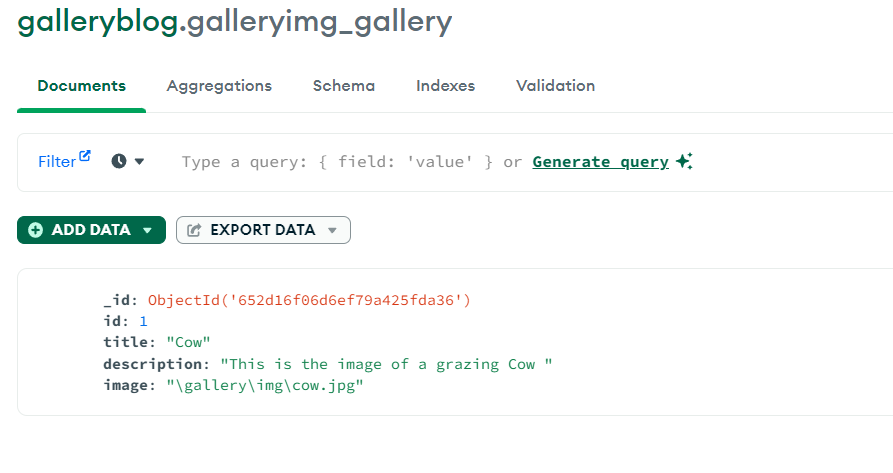 galleryblog.galleryimg_gallery
Documents Aggregations Schema Indexes Validation
Filter Type a query: { field: 'value' } or Generate query
ADD DATA EXPORT DATA
_id: ObjectId('652d16f06d6ef79a425fda36')
id: 1
title: "Cow"
description: "This is the image of a grazing Cow "
image: "\gallery\img\cow.jpg"